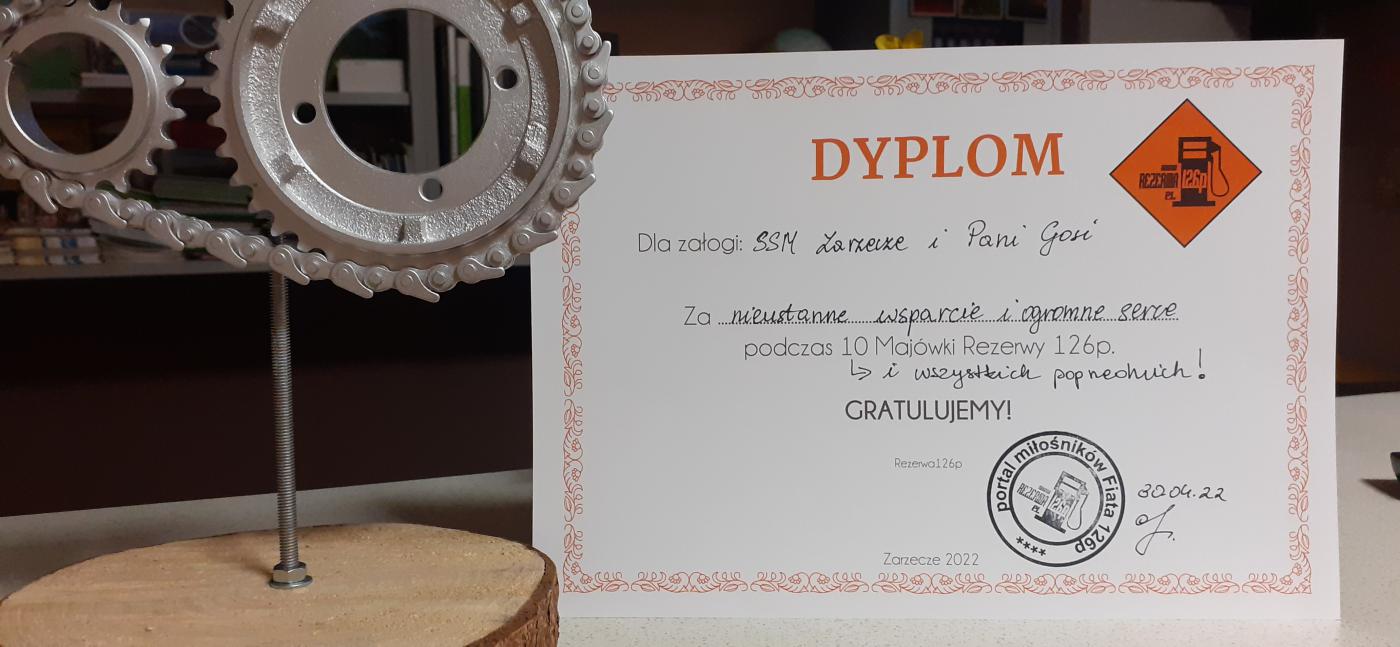 DYPLOM
REZERWA 126p
PL
Dla załogi: SSM Zarzecze i Pani Gosi
Za nieustanne wsparcie i ogromne serce
podczas 10 Majówki Rezerwy 126p.
↳ i wszystkich poprzednich!
GRATULUJEMY!
Rezerwa126p
portal miłośników Fiata 126p
****
REZERWA 126p
PL
30.04.22
Zarzecze 2022